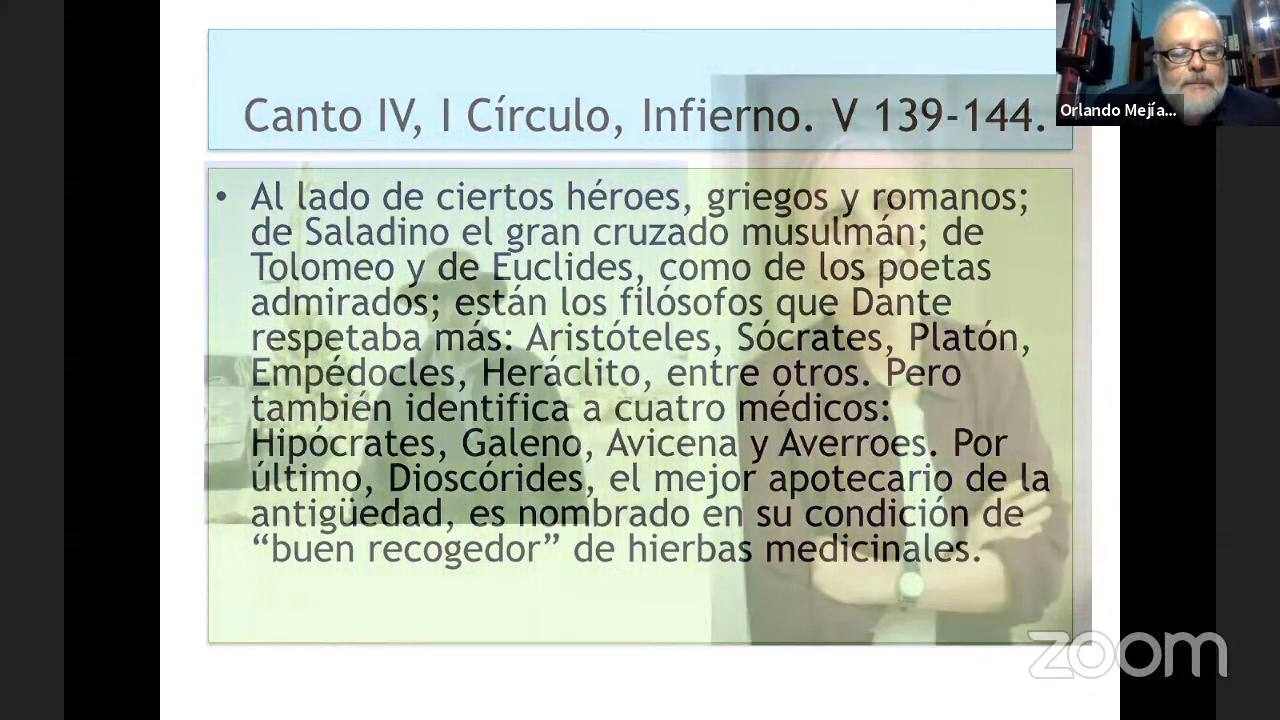 Canto IV, I Círculo, Infierno. V 139-144.
Orlando Mejía...
• Al lado de ciertos héroes, griegos y romanos;
de Saladino el gran cruzado musulmán; de
Tolomeo y de Euclides, como de los poetas
admirados; están los filósofos que Dante
respetaba más: Aristóteles, Sócrates, Platón,
Empédocles, Heráclito, entre otros. Pero
también identifica a cuatro médicos:
Hipócrates, Galeno, Avicena y Averroes. Por
último, Dioscórides, el mejor apotecario de la
antigüedad, es nombrado en su condición de
“buen recogedor” de hierbas medicinales.
zoom